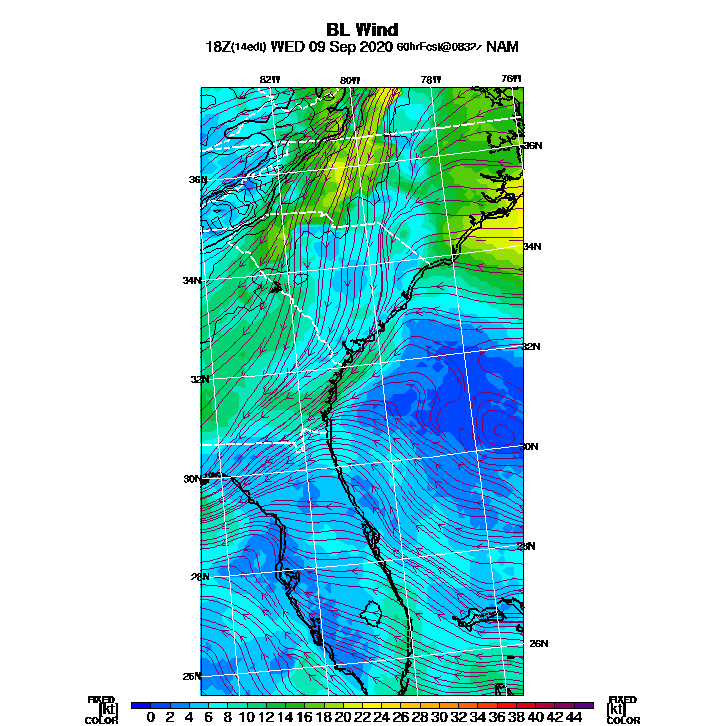 BL Wind
18Z(14edt) WED 09 Sep 2020 60hrFcst@0832z NAM
82W 80W 78W 76W
36N
36N
34N
34N
32N
32N
30N
30N
28N
28N
26N
26N
FIXED FIXED
[kt] 0 2 4 6 8 10 12 14 16 18 20 22 24 26 28 30 32 34 36 38 40 42 44 [kt]
COLOR COLOR